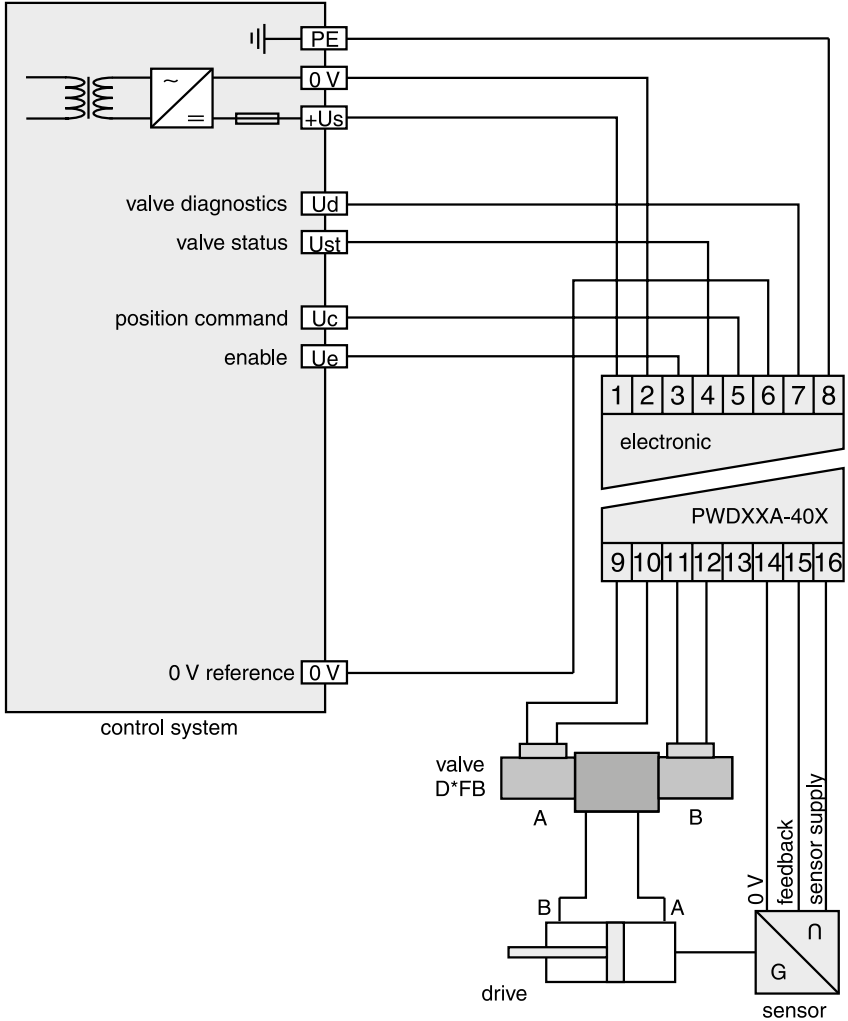 PE
0 V
+Us
~
=
valve diagnostics Ud
valve status Ust
position command Uc
enable Ue
1 2 3 4 5 6 7 8
electronic
PWDXXA-40X
9 10 11 12 13 14 15 16
0 V reference 0 V
control system
valve
D*FB
A
B
0 V
feedback
sensor supply
B
A
drive
U
G
sensor